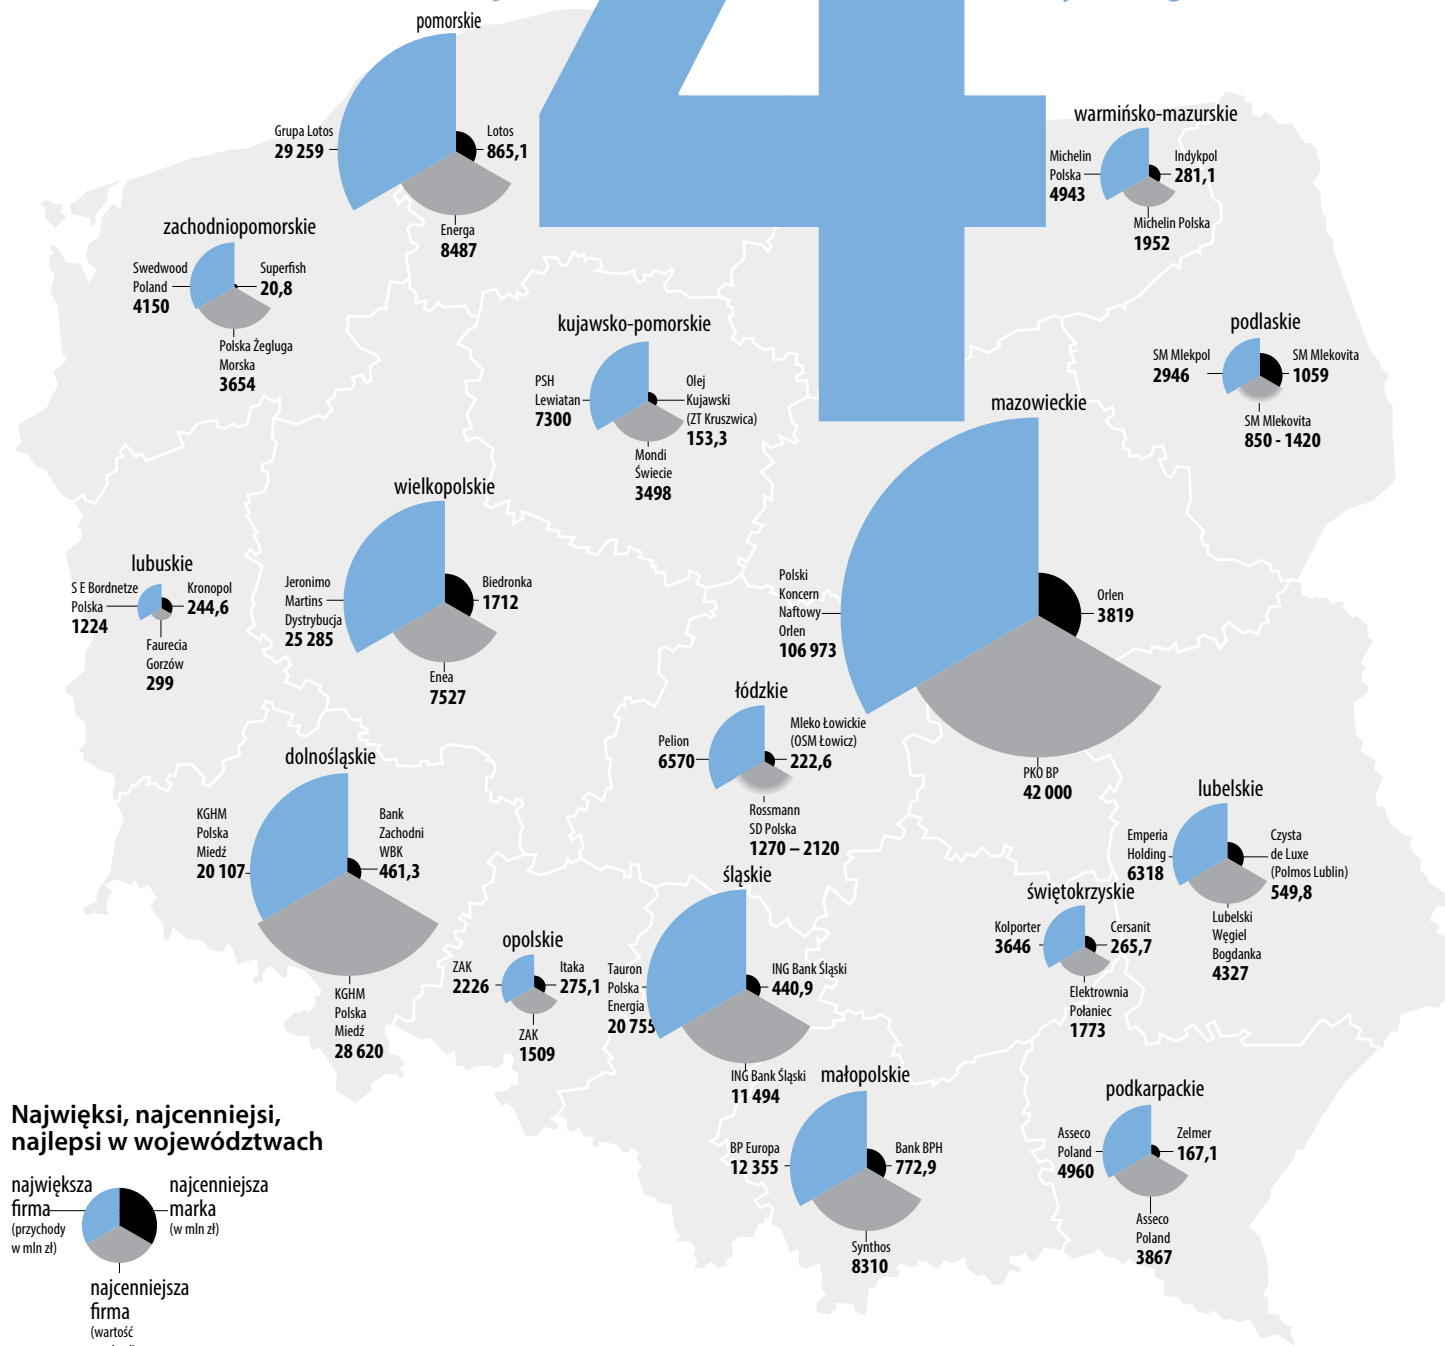 4
pomorskie
Grupa Lotos
29 259
Lotos
865,1
Energa
8487
warmińsko-mazurskie
Michelin
Polska
4943
Indykpol
281,1
Michelin Polska
1952
zachodniopomorskie
Swedwood
Poland
4150
Superfish
20,8
Polska Żegluga
Morska
3654
kujawsko-pomorskie
PSH
Lewiatan
7300
Olej
Kujawski
(ZT Kruszwica)
153,3
Mondi
Świecie
3498
podlaskie
SM Mlekpol
2946
SM Mlekovita
1059
SM Mlekovita
850 - 1420
mazowieckie
Polski
Koncern
Naftowy
Orlen
106 973
Orlen
3819
PKO BP
42 000
wielkopolskie
Jeronimo
Martins
Dystrybucja
25 285
Biedronka
1712
Enea
7527
lubuskie
S E Bordnetze
Polska
1224
Kronopol
244,6
Faurecia
Gorzów
299
łódzkie
Pelion
6570
Mleko Łowickie
(OSM Łowicz)
222,6
Rossmann
SD Polska
1270 – 2120
dolnośląskie
KGHM
Polska
Miedź
20 107
Bank
Zachodni
WBK
461,3
KGHM
Polska
Miedź
28 620
lubelskie
Emperia
Holding
6318
Czysta
de Luxe
(Polmos Lublin)
549,8
Lubelski
Węgiel
Bogdanka
4327
śląskie
Tauron
Polska
Energia
20 755
ING Bank Śląski
440,9
ING Bank Śląski
11 494
świętokrzyskie
Kolporter
3646
Cersanit
265,7
Elektrownia
Połaniec
1773
opolskie
ZAK
2226
Itaka
275,1
ZAK
1509
małopolskie
BP Europa
12 355
Bank BPH
772,9
Synthos
8310
podkarpackie
Asseco
Poland
4960
Zelmer
167,1
Asseco
Poland
3867
Najwięksi, najcenniejsi,
najlepsi w województwach
największa
firma
(przychody
w mln zł)
najcenniejsza
marka
(w mln zł)
najcenniejsza
firma
(wartość